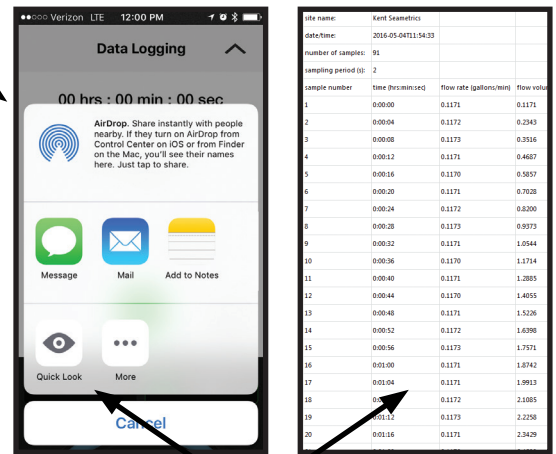 ●●○○○ Verizon LTE 12:00 PM
Data Logging
00 hrs : 00 min : 00 sec
AirDrop. Share instantly with people
nearby. If they turn on AirDrop from
Control Center on iOS or from Finder
on the Mac, you'll see their names
here. Just tap to share.
Message Mail Add to Notes
Quick Look More
Cancel
site name: Kent Seametrics
date/time: 2016-05-04T11:54:33
number of samples: 91
sampling period (s): 2
sample number time (hrs:min:sec) flow rate (gallons/min) flow volu
1 0:00:00 0.1171 0.1171
2 0:00:04 0.1172 0.2343
3 0:00:08 0.1173 0.3516
4 0:00:12 0.1171 0.4687
5 0:00:16 0.1170 0.5857
6 0:00:20 0.1171 0.7028
7 0:00:24 0.1172 0.8200
8 0:00:28 0.1173 0.9373
9 0:00:32 0.1171 1.0544
10 0:00:36 0.1170 1.1714
11 0:00:40 0.1171 1.2885
12 0:00:44 0.1170 1.4055
13 0:00:48 0.1171 1.5226
14 0:00:52 0.1172 1.6398
15 0:00:56 0.1173 1.7571
16 0:01:00 0.1171 1.8742
17 0:01:04 0.1171 1.9913
18 0.1172 2.1085
19 0:01:12 0.1173 2.2258
20 0:01:16 0.1171 2.3429